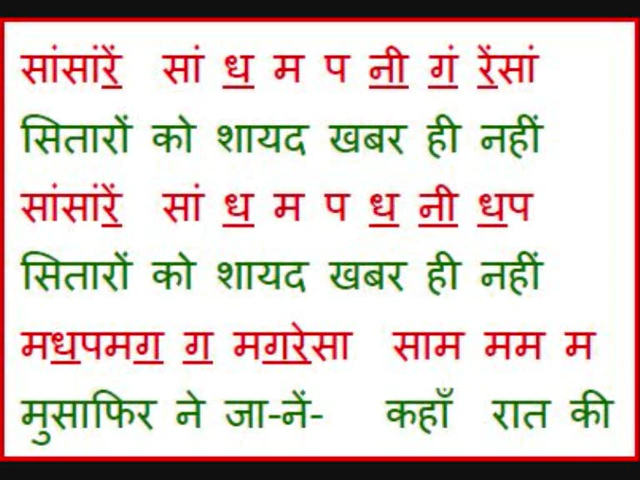 सांसांरें सां ध म प नी गं रेंसां
सितारों को शायद खबर ही नहीं
सांसांरें सां ध म प ध नी धप
सितारों को शायद खबर ही नहीं
मधपमग ग मगरेसा साम मम म
मुसाफिर ने जा-नें- कहाँ रात की